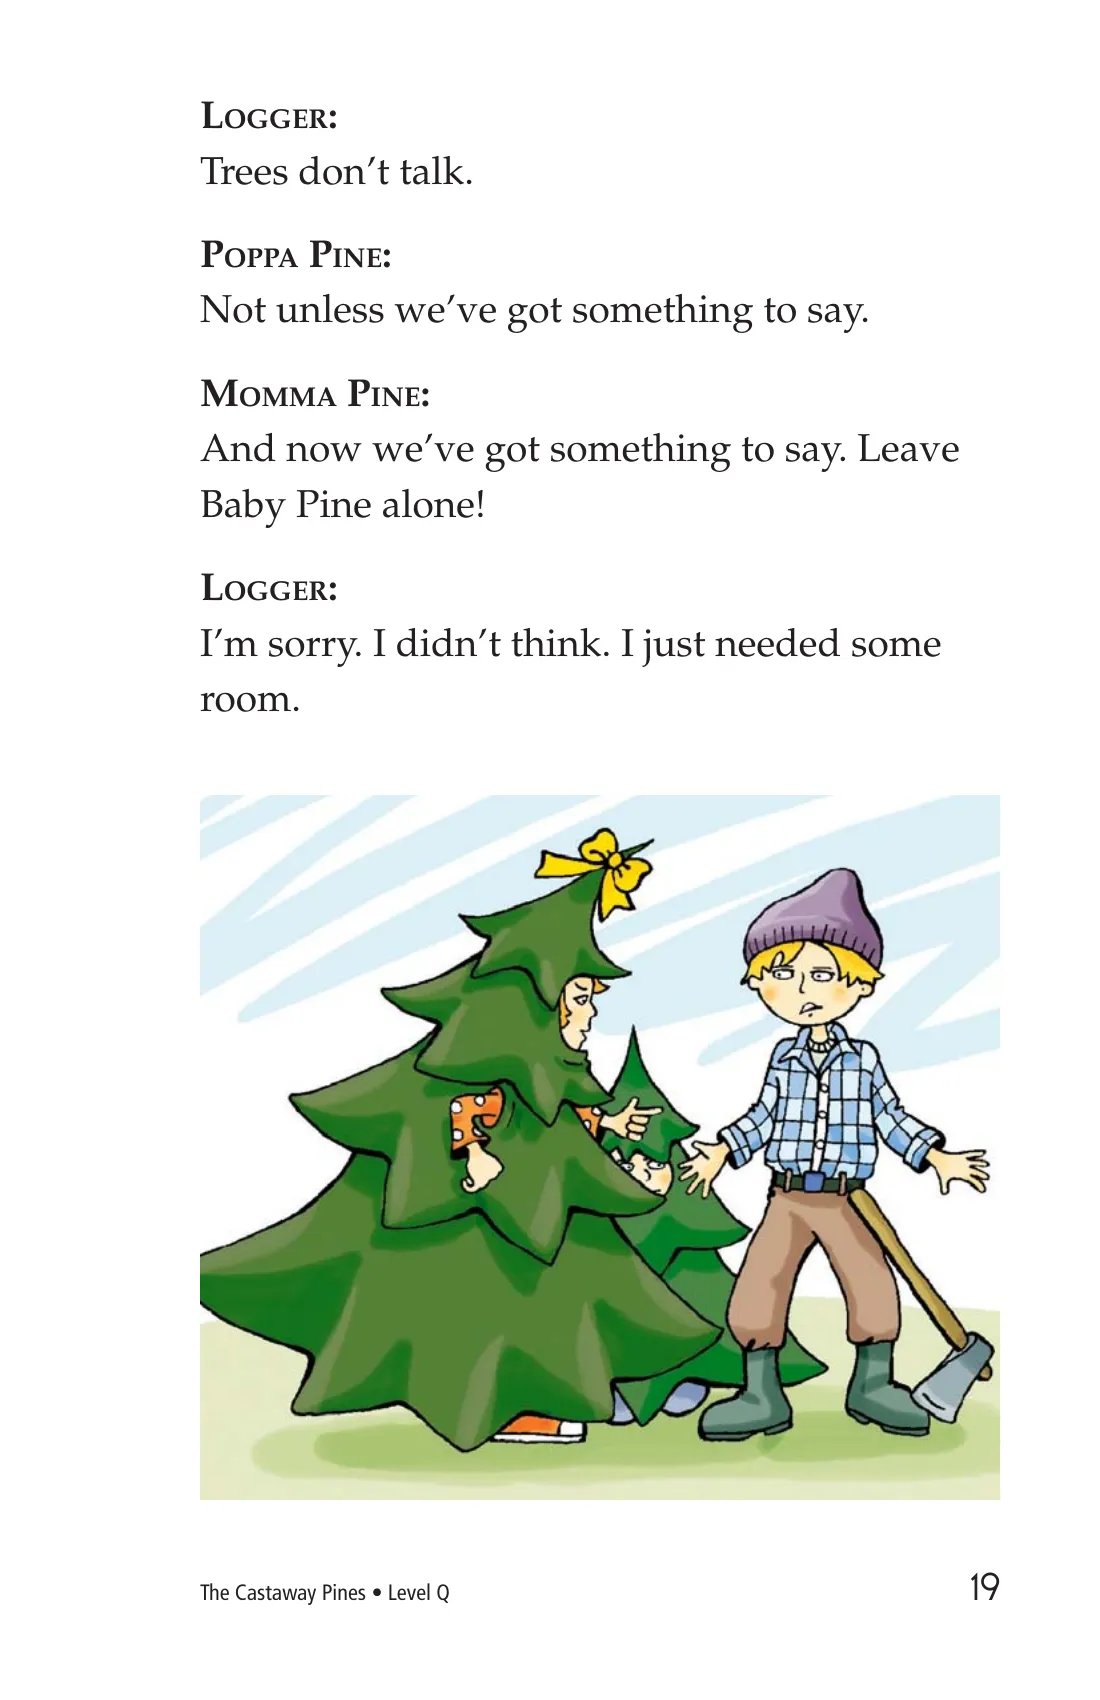 LOGGER:
Trees don’t talk.
POPPA PINE:
Not unless we’ve got something to say.
MOMMA PINE:
And now we’ve got something to say. Leave
Baby Pine alone!
LOGGER:
I’m sorry. I didn’t think. I just needed some
room.
The Castaway Pines • Level Q
19